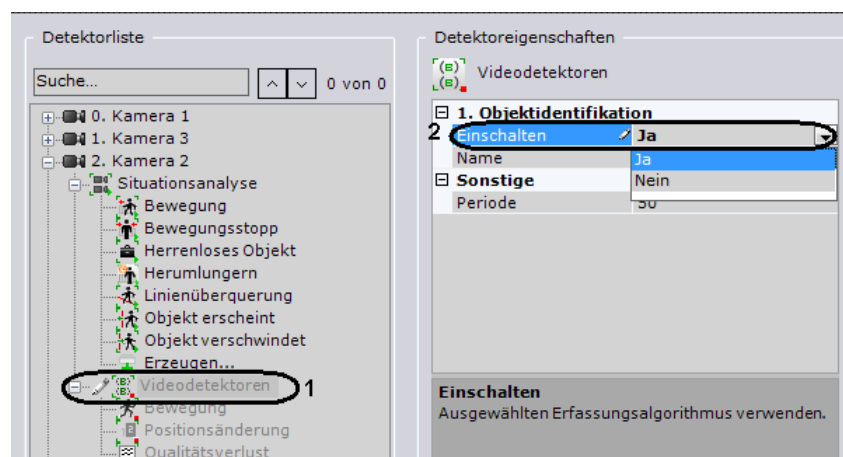 Detektorliste
Suche...
0 von 0
0. Kamera 1
1. Kamera 3
2. Kamera 2
Situationsanalyse
Bewegung
Bewegungsstopp
Herrenloses Objekt
Herumlungern
Linienüberquerung
Objekt erscheint
Objekt verschwindet
Erzeugen...
Videodetektoren 1
Bewegung
Positionsänderung
Qualitätsverlust
Detektoreigenschaften
Videodetektoren
1. Objektidentifikation
2 Einschalten Ja
Name Ja
Sonstige Nein
Periode 50
Einschalten
Ausgewählten Erfassungsalgorithmus verwenden.